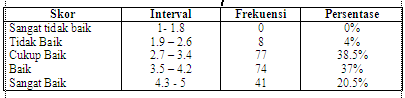 Skor Interval Frekuensi Persentase
Sangat tidak baik 1- 1.8 0 0%
Tidak Baik 1.9 – 2.6 8 4%
Cukup Baik 2.7 – 3.4 77 38.5%
Baik 3.5 – 4.2 74 37%
Sangat Baik 4.3 - 5 41 20.5%